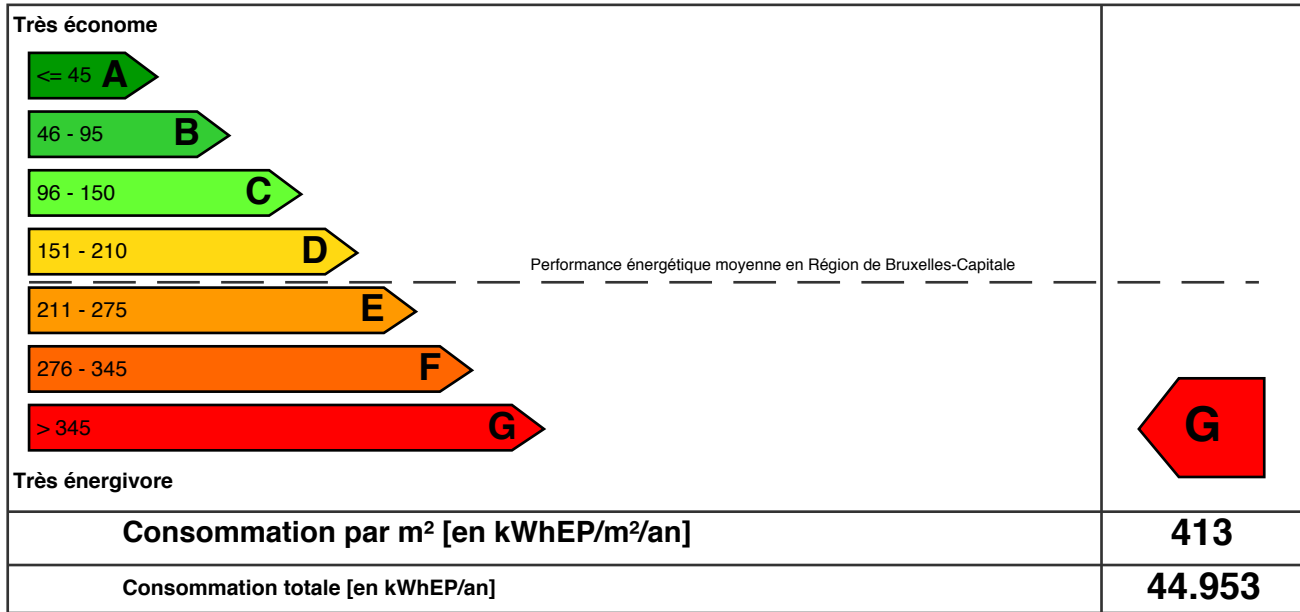 Très économe
<= 45 A
46 - 95 B
96 - 150 C
151 - 210 D
Performance énergétique moyenne en Région de Bruxelles-Capitale
211 - 275 E
276 - 345 F
> 345 G
G
Très énergivore
Consommation par m² [en kWhEP/m²/an] 413
Consommation totale [en kWhEP/an] 44.953